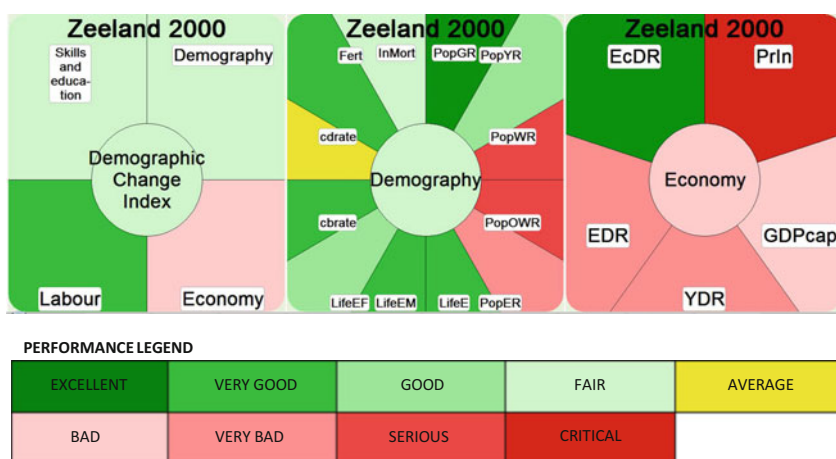 Zeeland 2000
Skills
and
educa-
tion
Demography
Demographic
Change
Index
Labour
Economy
Zeeland 2000
Fert
InMort
PopGR
PopYR
cdrate
PopWR
Demography
cbrate
PopOWR
LifeEF
LifeEM
LifeE
PopER
Zeeland 2000
EcDR
PrIn
Economy
EDR
GDPcap
YDR
PERFORMANCE LEGEND
EXCELLENT
VERY GOOD
GOOD
FAIR
AVERAGE
BAD
VERY BAD
SERIOUS
CRITICAL